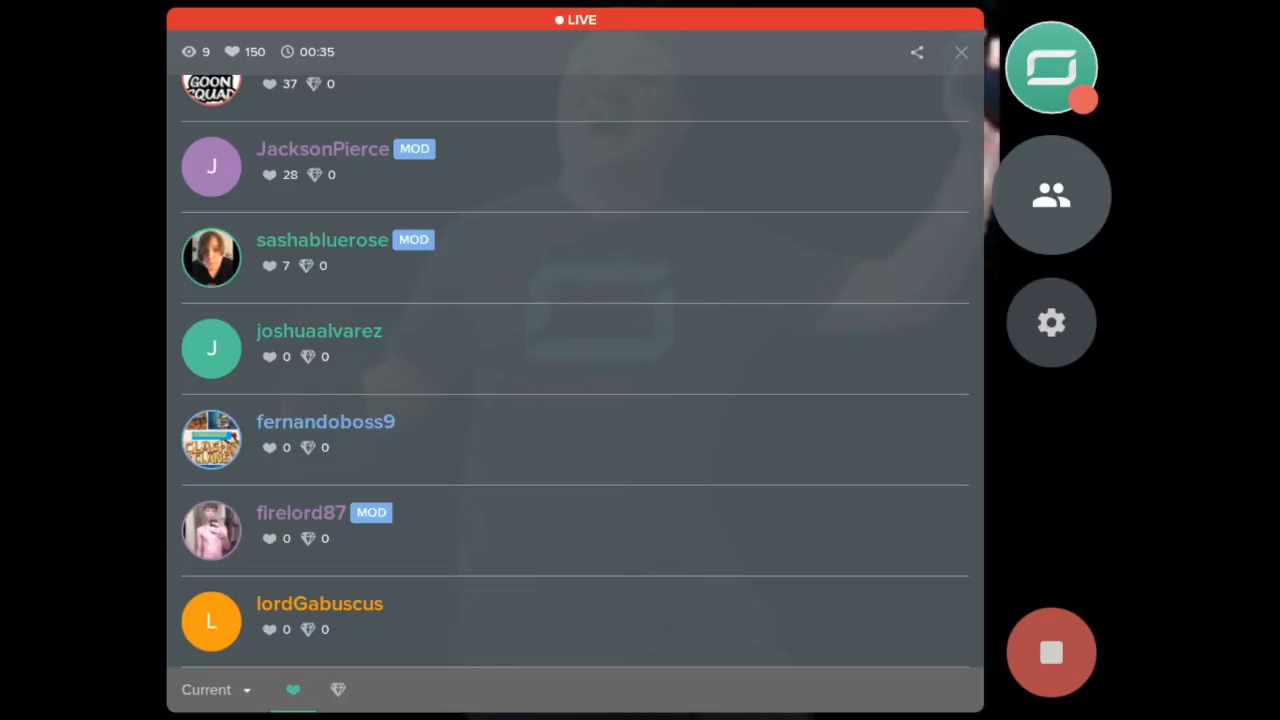 LIVE
9 150 00:35
GOON
SQUAD
37 0
J JacksonPierce MOD
28 0
sashabluerose MOD
7 0
J joshuaalvarez
0 0
fernandoboss9
0 0
firelord87 MOD
0 0
L lordGabuscus
0 0
Current